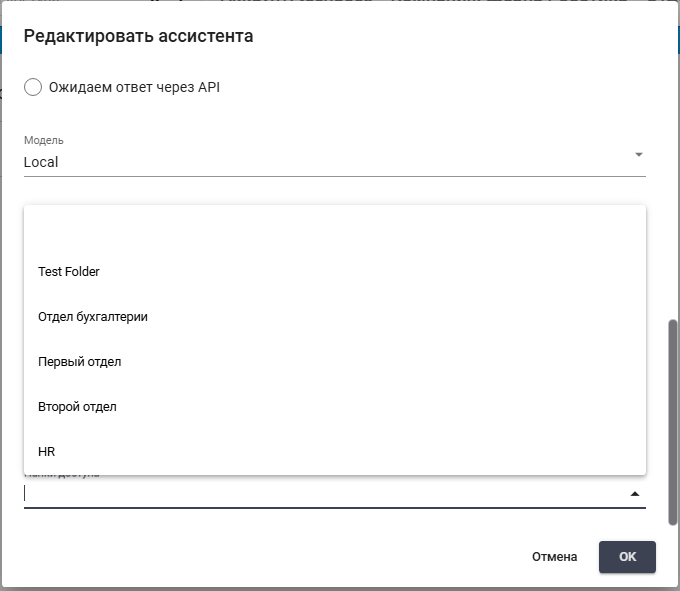 Редактировать ассистента
Ожидаем ответ через API
Модель
Local
Test Folder
Отдел бухгалтерии
Первый отдел
Второй отдел
HR
Отмена
OK